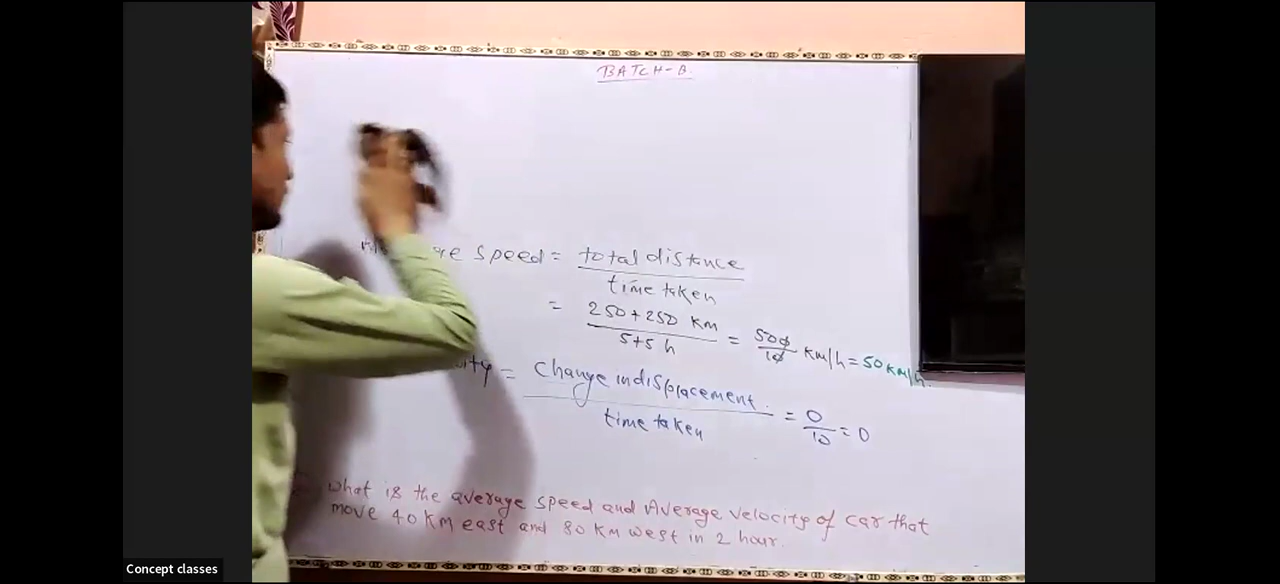 BATCH-B.
speed = total distance
time taken
= 250+250 KM
5+5 h
= 500
10
KM/h = 50 KM/h.
= Change in displacement.
time taken
= 0
10
= 0
What is the average speed and Average velocity of car that
move 40 KM east and 80 KM west in 2 hour.
Concept classes